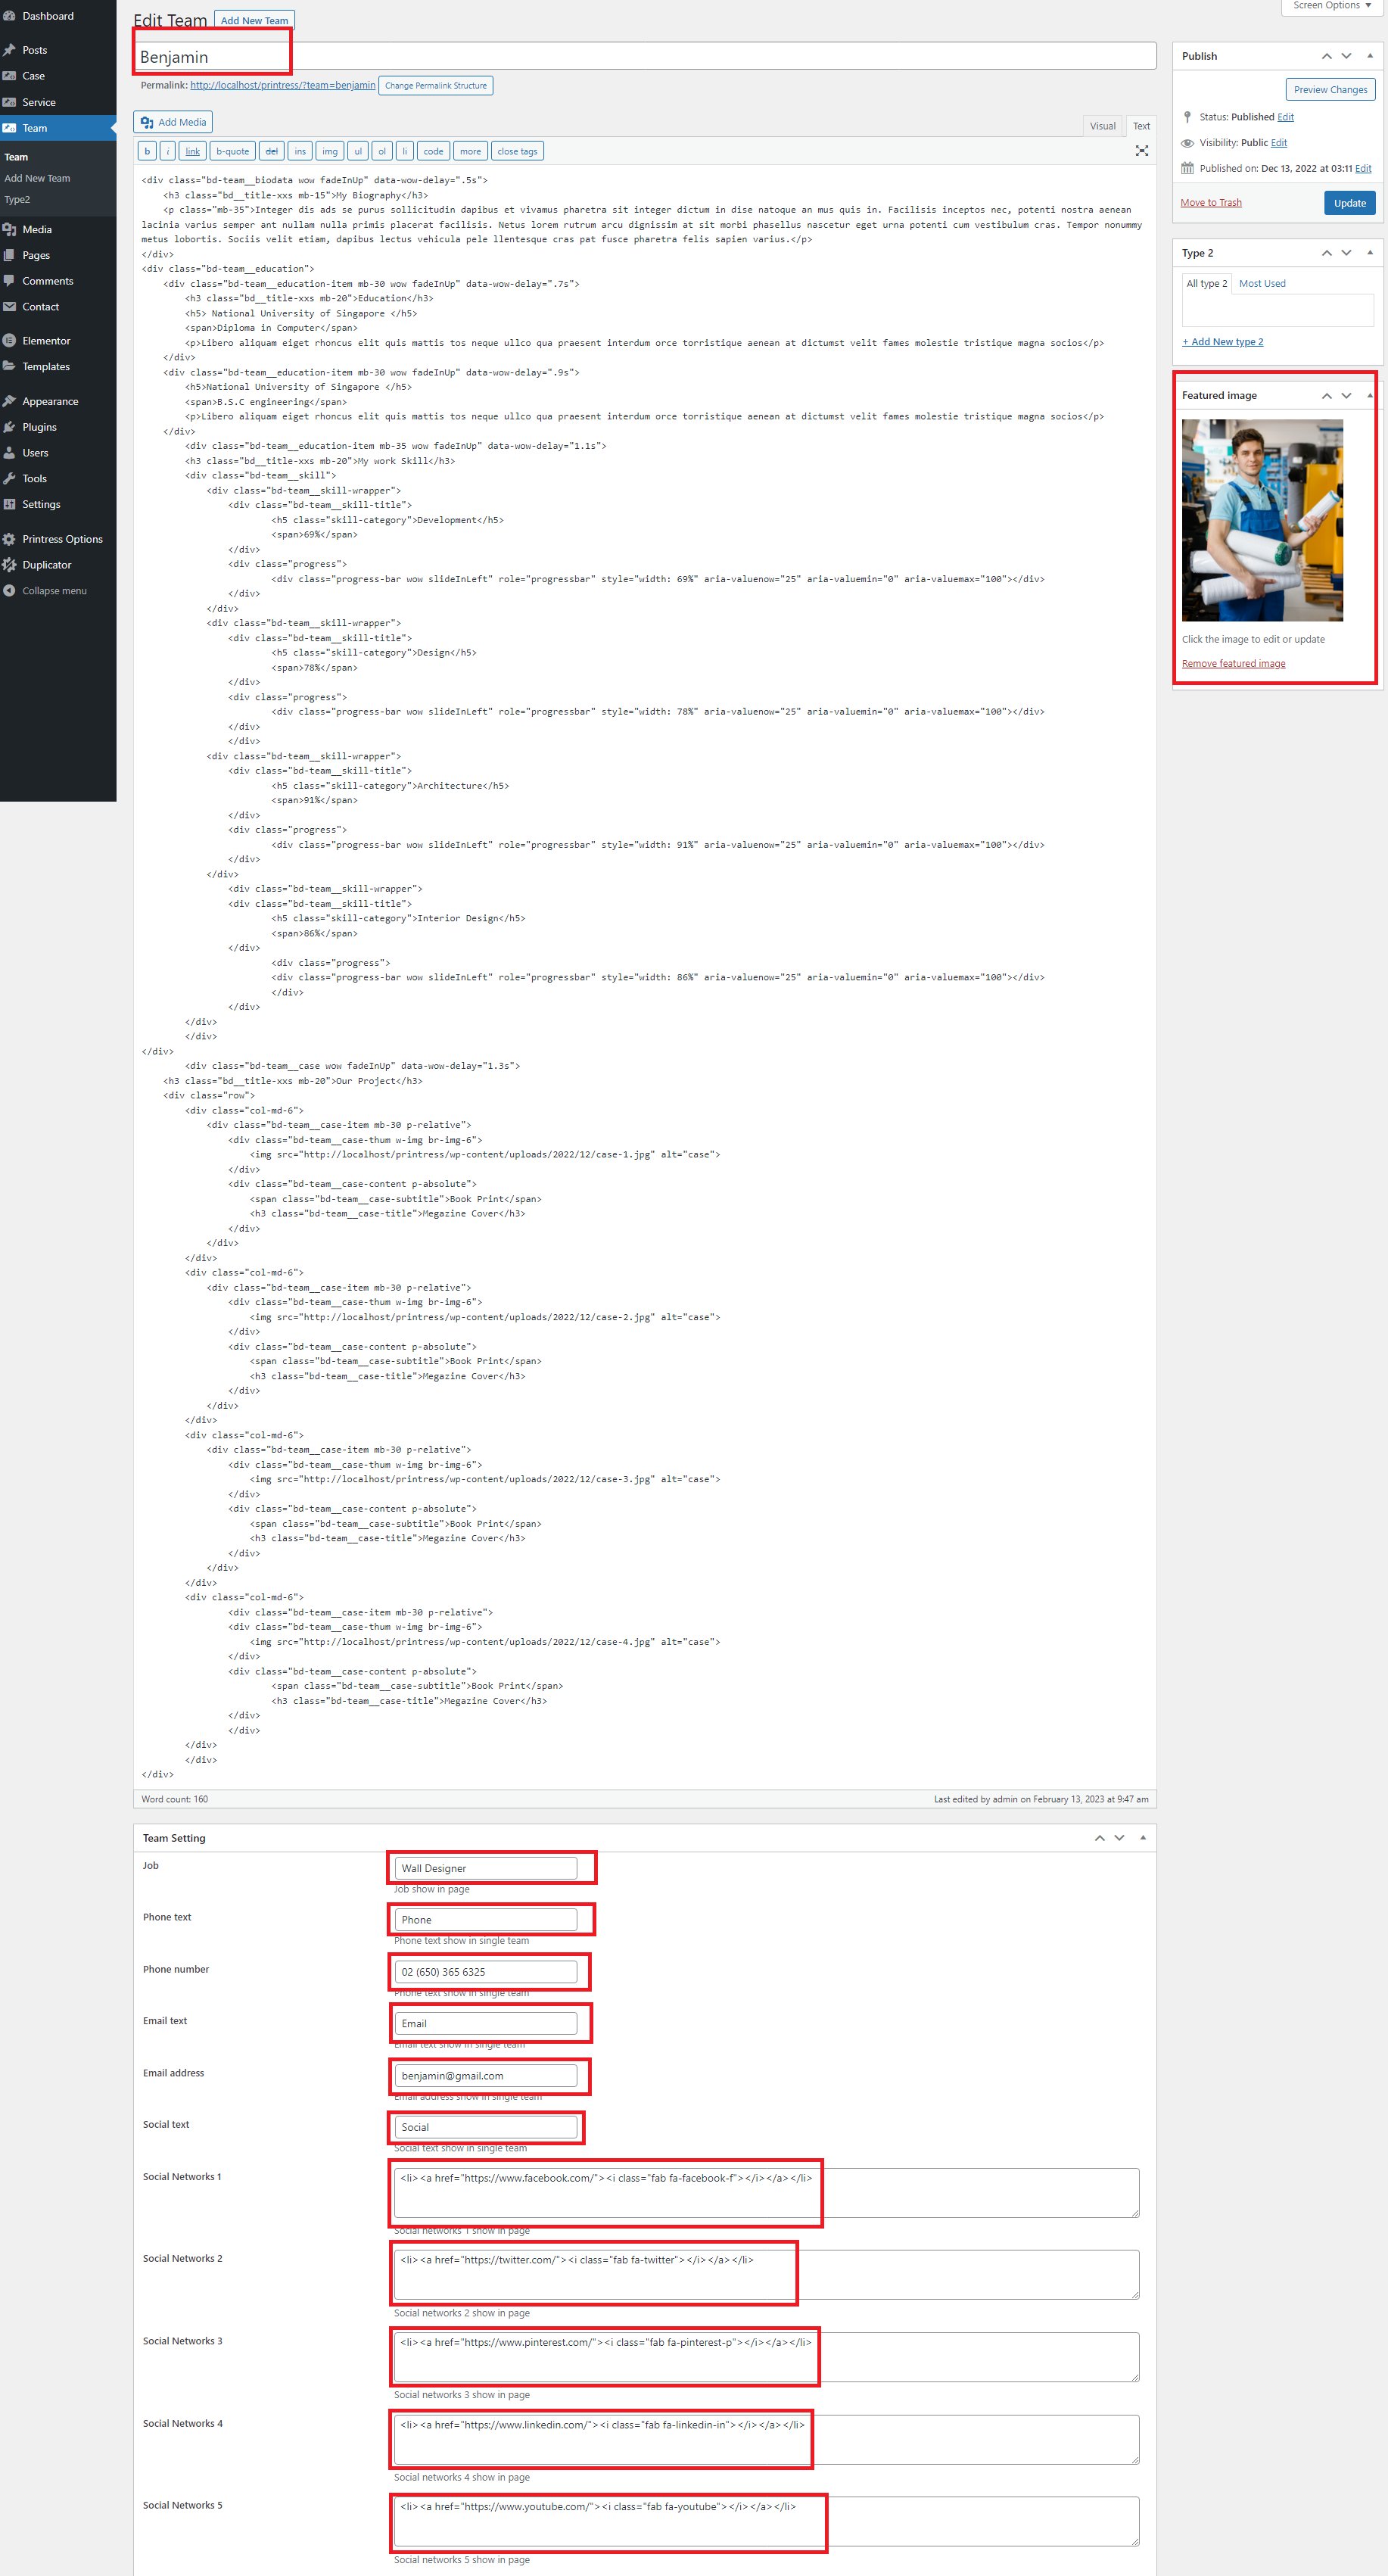 Dashboard
Posts
Case
Service
Team
Team
Add New Team
Type2
Media
Pages
Comments
Contact
Elementor
Templates
Appearance
Plugins
Users
Tools
Settings
Printress Options
Duplicator
Collapse menu
Screen Options
Edit Team Add New Team
Benjamin
Permalink: http://localhost/printress/?team=benjamin Change Permalink Structure
Add Media
Visual Text
b i link b-quote del ins img ul ol li code more close tags
<div class="bd-team__biodata wow fadeInUp" data-wow-delay=".5s">
<h3 class="bd__title-xxs mb-15">My Biography</h3>
<p class="mb-35">Integer dis ads se purus sollicitudin dapibus et vivamus pharetra sit integer dictum in dise natoque an mus quis in. Facilisis inceptos nec, potenti nostra aenean
lacinia varius semper ant nullam nulla primis placerat facilisis. Netus lorem rutrum arcu dignissim at sit morbi phasellus nascetur eget urna potenti cum vestibulum cras. Tempor nonummy
metus lobortis. Sociis velit etiam, dapibus lectus vehicula pele llentesque cras pat fusce pharetra felis sapien varius.</p>
</div>
<div class="bd-team__education">
<div class="bd-team__education-item mb-30 wow fadeInUp" data-wow-delay=".7s">
<h3 class="bd__title-xxs mb-20">Education</h3>
<h5> National University of Singapore </h5>
<span>Diploma in Computer</span>
<p>Libero aliquam eiget rhoncus elit quis mattis tos neque ullco qua praesent interdum orce torristique aenean at dictumst velit fames molestie tristique magna socios</p>
</div>
<div class="bd-team__education-item mb-30 wow fadeInUp" data-wow-delay=".9s">
<h5>National University of Singapore </h5>
<span>B.S.C engineering</span>
<p>Libero aliquam eiget rhoncus elit quis mattis tos neque ullco qua praesent interdum orce torristique aenean at dictumst velit fames molestie tristique magna socios</p>
</div>
<div class="bd-team__education-item mb-35 wow fadeInUp" data-wow-delay="1.1s">
<h3 class="bd__title-xxs mb-20">My work Skill</h3>
<div class="bd-team__skill">
<div class="bd-team__skill-wrapper">
<div class="bd-team__skill-title">
<h5 class="skill-category">Development</h5>
<span>69%</span>
</div>
<div class="progress">
<div class="progress-bar wow slideInLeft" role="progressbar" style="width: 69%" aria-valuenow="25" aria-valuemin="0" aria-valuemax="100"></div>
</div>
</div>
<div class="bd-team__skill-wrapper">
<div class="bd-team__skill-title">
<h5 class="skill-category">Design</h5>
<span>78%</span>
</div>
<div class="progress">
<div class="progress-bar wow slideInLeft" role="progressbar" style="width: 78%" aria-valuenow="25" aria-valuemin="0" aria-valuemax="100"></div>
</div>
</div>
<div class="bd-team__skill-wrapper">
<div class="bd-team__skill-title">
<h5 class="skill-category">Architecture</h5>
<span>91%</span>
</div>
<div class="progress">
<div class="progress-bar wow slideInLeft" role="progressbar" style="width: 91%" aria-valuenow="25" aria-valuemin="0" aria-valuemax="100"></div>
</div>
</div>
<div class="bd-team__skill-wrapper">
<div class="bd-team__skill-title">
<h5 class="skill-category">Interior Design</h5>
<span>86%</span>
</div>
<div class="progress">
<div class="progress-bar wow slideInLeft" role="progressbar" style="width: 86%" aria-valuenow="25" aria-valuemin="0" aria-valuemax="100"></div>
</div>
</div>
</div>
</div>
</div>
<div class="bd-team__case wow fadeInUp" data-wow-delay="1.3s">
<h3 class="bd__title-xxs mb-20">Our Project</h3>
<div class="row">
<div class="col-md-6">
<div class="bd-team__case-item mb-30 p-relative">
<div class="bd-team__case-thum w-img br-img-6">
<img src="http://localhost/printress/wp-content/uploads/2022/12/case-1.jpg" alt="case">
</div>
<div class="bd-team__case-content p-absolute">
<span class="bd-team__case-subtitle">Book Print</span>
<h3 class="bd-team__case-title">Megazine Cover</h3>
</div>
</div>
</div>
<div class="col-md-6">
<div class="bd-team__case-item mb-30 p-relative">
<div class="bd-team__case-thum w-img br-img-6">
<img src="http://localhost/printress/wp-content/uploads/2022/12/case-2.jpg" alt="case">
</div>
<div class="bd-team__case-content p-absolute">
<span class="bd-team__case-subtitle">Book Print</span>
<h3 class="bd-team__case-title">Megazine Cover</h3>
</div>
</div>
</div>
<div class="col-md-6">
<div class="bd-team__case-item mb-30 p-relative">
<div class="bd-team__case-thum w-img br-img-6">
<img src="http://localhost/printress/wp-content/uploads/2022/12/case-3.jpg" alt="case">
</div>
<div class="bd-team__case-content p-absolute">
<span class="bd-team__case-subtitle">Book Print</span>
<h3 class="bd-team__case-title">Megazine Cover</h3>
</div>
</div>
</div>
<div class="col-md-6">
<div class="bd-team__case-item mb-30 p-relative">
<div class="bd-team__case-thum w-img br-img-6">
<img src="http://localhost/printress/wp-content/uploads/2022/12/case-4.jpg" alt="case">
</div>
<div class="bd-team__case-content p-absolute">
<span class="bd-team__case-subtitle">Book Print</span>
<h3 class="bd-team__case-title">Megazine Cover</h3>
</div>
</div>
</div>
</div>
</div>
Word count: 160 Last edited by admin on February 13, 2023 at 9:47 am
Team Setting
Job
Wall Designer
Job show in page
Phone text
Phone
Phone text show in single team
Phone number
02 (650) 365 6325
Phone text show in single team
Email text
Email
Email text show in single team
Email address
benjamin@gmail.com
Email address show in single team
Social text
Social
Social text show in single team
Social Networks 1
<li><a href="https://www.facebook.com/"><i class="fab fa-facebook-f"></i></a></li>
Social networks 1 show in page
Social Networks 2
<li><a href="https://twitter.com/"><i class="fab fa-twitter"></i></a></li>
Social networks 2 show in page
Social Networks 3
<li><a href="https://www.pinterest.com/"><i class="fab fa-pinterest-p"></i></a></li>
Social networks 3 show in page
Social Networks 4
<li><a href="https://www.linkedin.com/"><i class="fab fa-linkedin-in"></i></a></li>
Social networks 4 show in page
Social Networks 5
<li><a href="https://www.youtube.com/"><i class="fab fa-youtube"></i></a></li>
Social networks 5 show in page
Publish
Preview Changes
Status: Published Edit
Visibility: Public Edit
Published on: Dec 13, 2022 at 03:11 Edit
Move to Trash Update
Type 2
All type 2 Most Used
+ Add New type 2
Featured image
Click the image to edit or update
Remove featured image